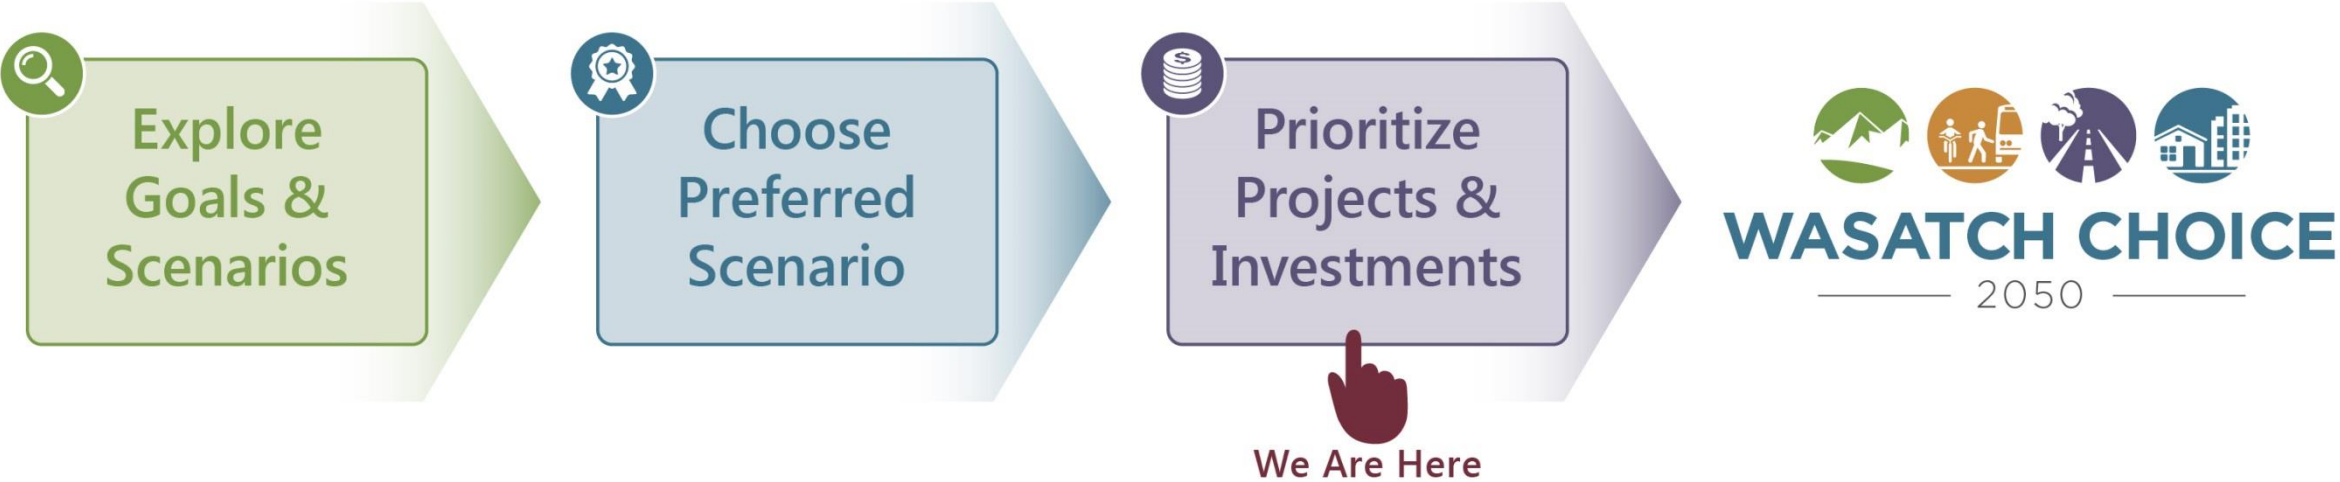 Explore
Goals &
Scenarios
Choose
Preferred
Scenario
Prioritize
Projects &
Investments
We Are Here
WASATCH CHOICE
2050